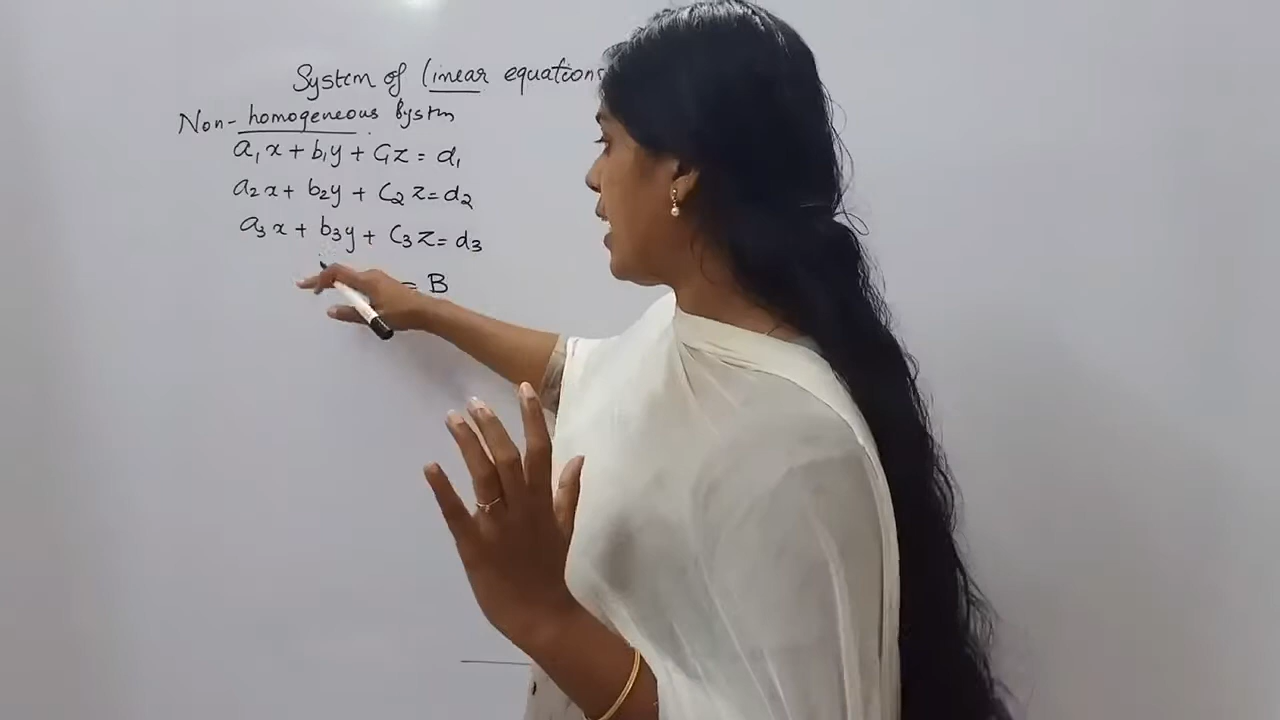 System of linear equations
Non-homogeneous System
a₁x + b₁y + c₁z = d₁
a₂x + b₂y + c₂z = d₂
a₃x + b₃y + c₃z = d₃
= B